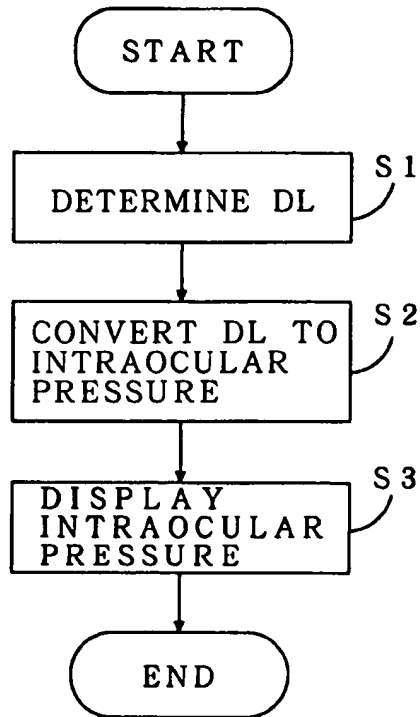 START
S1
DETERMINE DL
S2
CONVERT DL TO
INTRAOCULAR
PRESSURE
S3
DISPLAY
INTRAOCULAR
PRESSURE
END